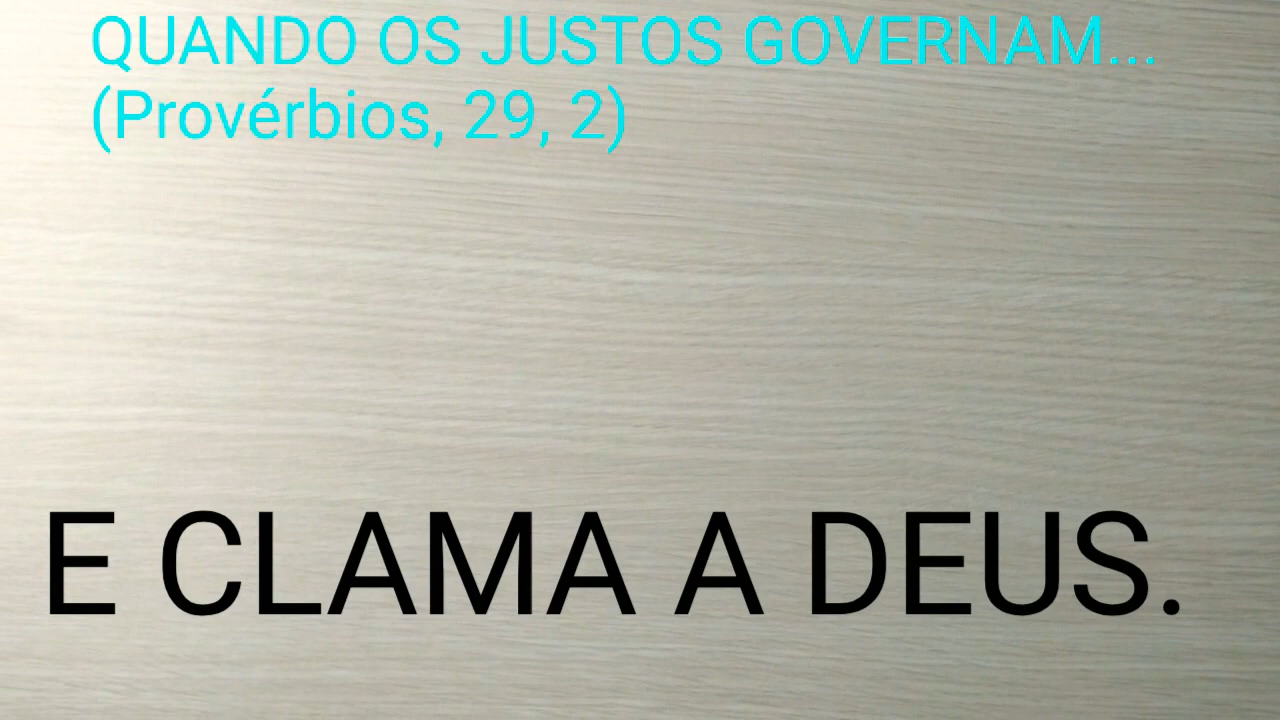 QUANDO OS JUSTOS GOVERNAM...
(Provérbios, 29, 2)
E CLAMA A DEUS.